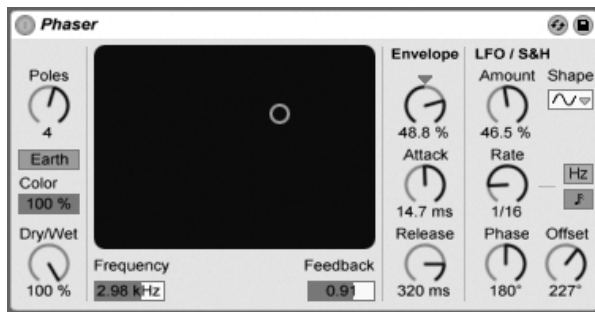 Phaser
Poles
4
Earth
Color
100 %
Dry/Wet
100 %
Frequency
2.98 kHz
Feedback
0.91
Envelope
48.8 %
Attack
14.7 ms
Release
320 ms
LFO / S&H
Amount
46.5 %
Shape
Rate
1/16
Hz
Phase
180°
Offset
227°